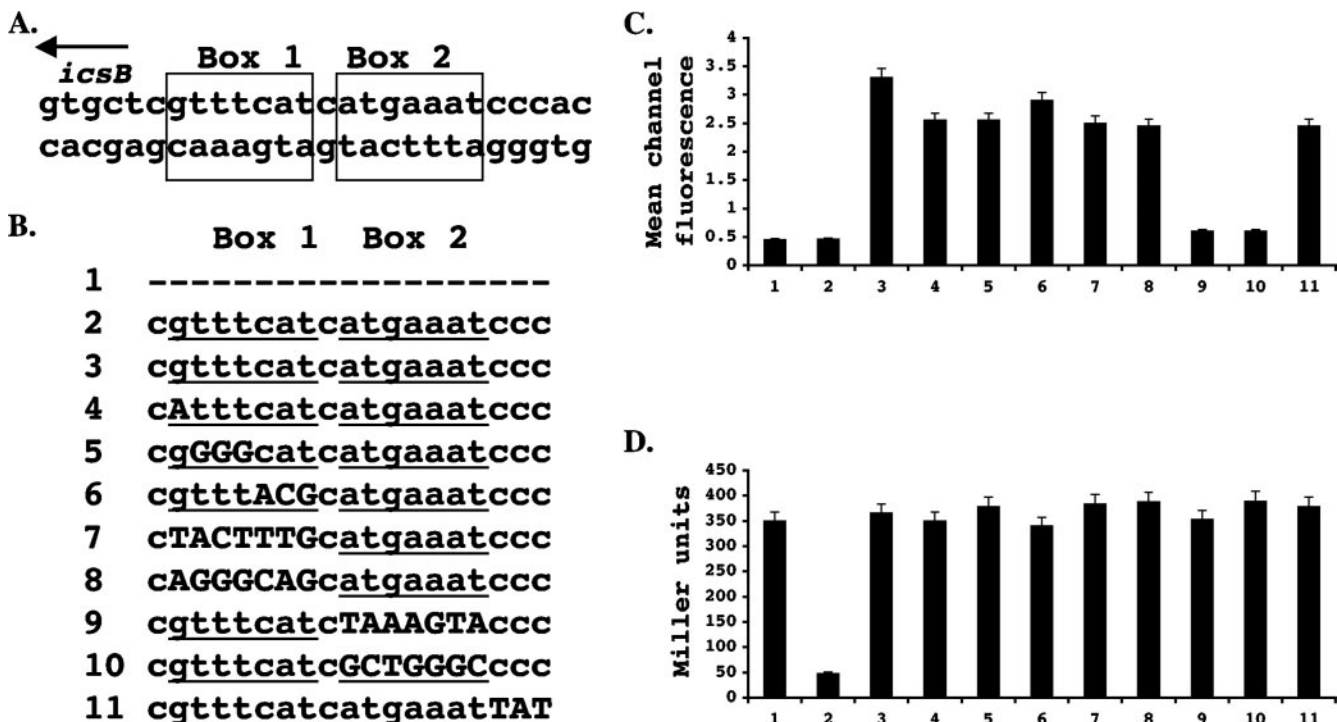 A.
icsB
Box 1 Box 2
gtgctcgtttcatcatgaaatcccac
cacgagcaaagtagtactttagggtg
B.
Box 1 Box 2
1 -------------------
2 cgtttcatcatgaaatccc
3 cgtttcatcatgaaatccc
4 cAtttcatcatgaaatccc
5 cgGGGcatcatgaaatccc
6 cgtttACGcatgaaatccc
7 cTACTTTGcatgaaatccc
8 cAGGGCAGcatgaaatccc
9 cgtttcatcTAAAGTAccc
10 cgtttcatcGCTGGGCccc
11 cgtttcatcatgaaatTAT
C.
Mean channel
fluorescence
4
3.5
3
2.5
2
1.5
1
0.5
0
1 2 3 4 5 6 7 8 9 10 11
D.
Miller units
450
400
350
300
250
200
150
100
50
0
1 2 3 4 5 6 7 8 9 10 11